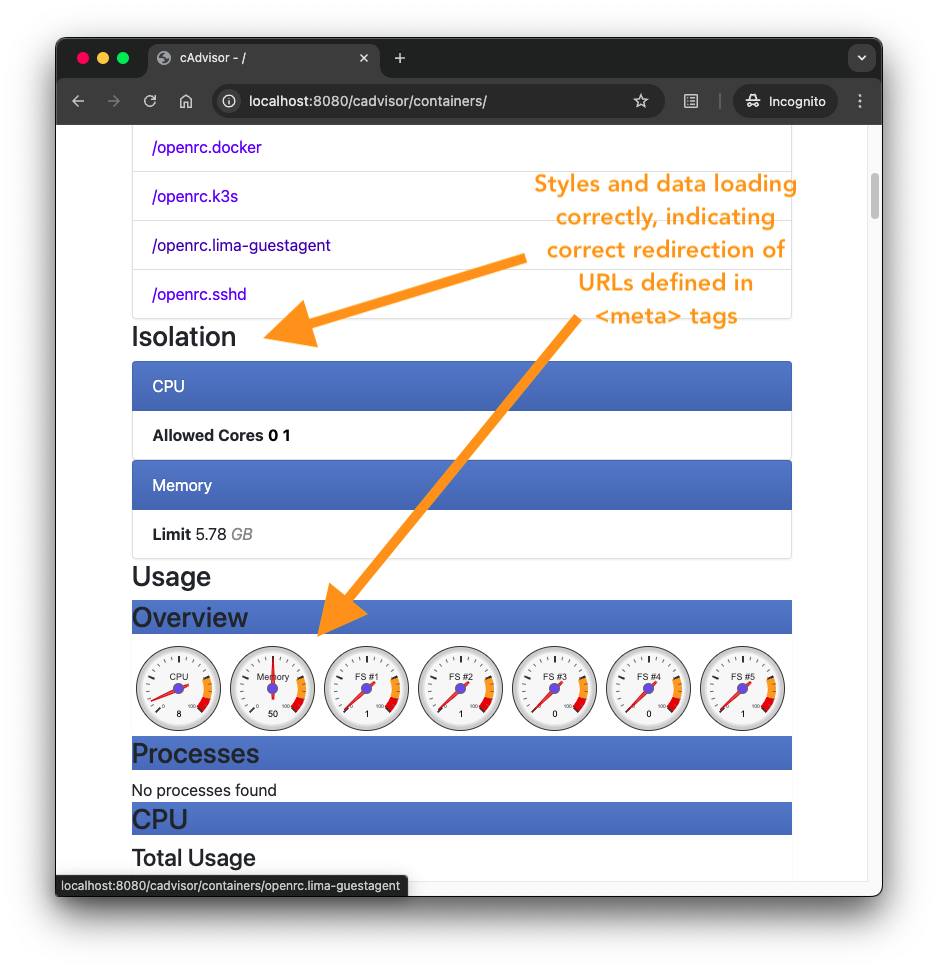 cAdvisor - /
localhost:8080/cadvisor/containers/
Incognito
/openrc.docker
/openrc.k3s
/openrc.lima-guestagent
/openrc.sshd
Styles and data loading
correctly, indicating
correct redirection of
URLs defined in
<meta> tags
Isolation
CPU
Allowed Cores 0 1
Memory
Limit 5.78 GB
Usage
Overview
CPU
0 100
8
Memory
0 100
50
FS #1
0 100
1
FS #2
0 100
1
FS #3
0 100
0
FS #4
0 100
0
FS #5
0 100
1
Processes
No processes found
CPU
Total Usage
localhost:8080/cadvisor/containers/openrc.lima-guestagent